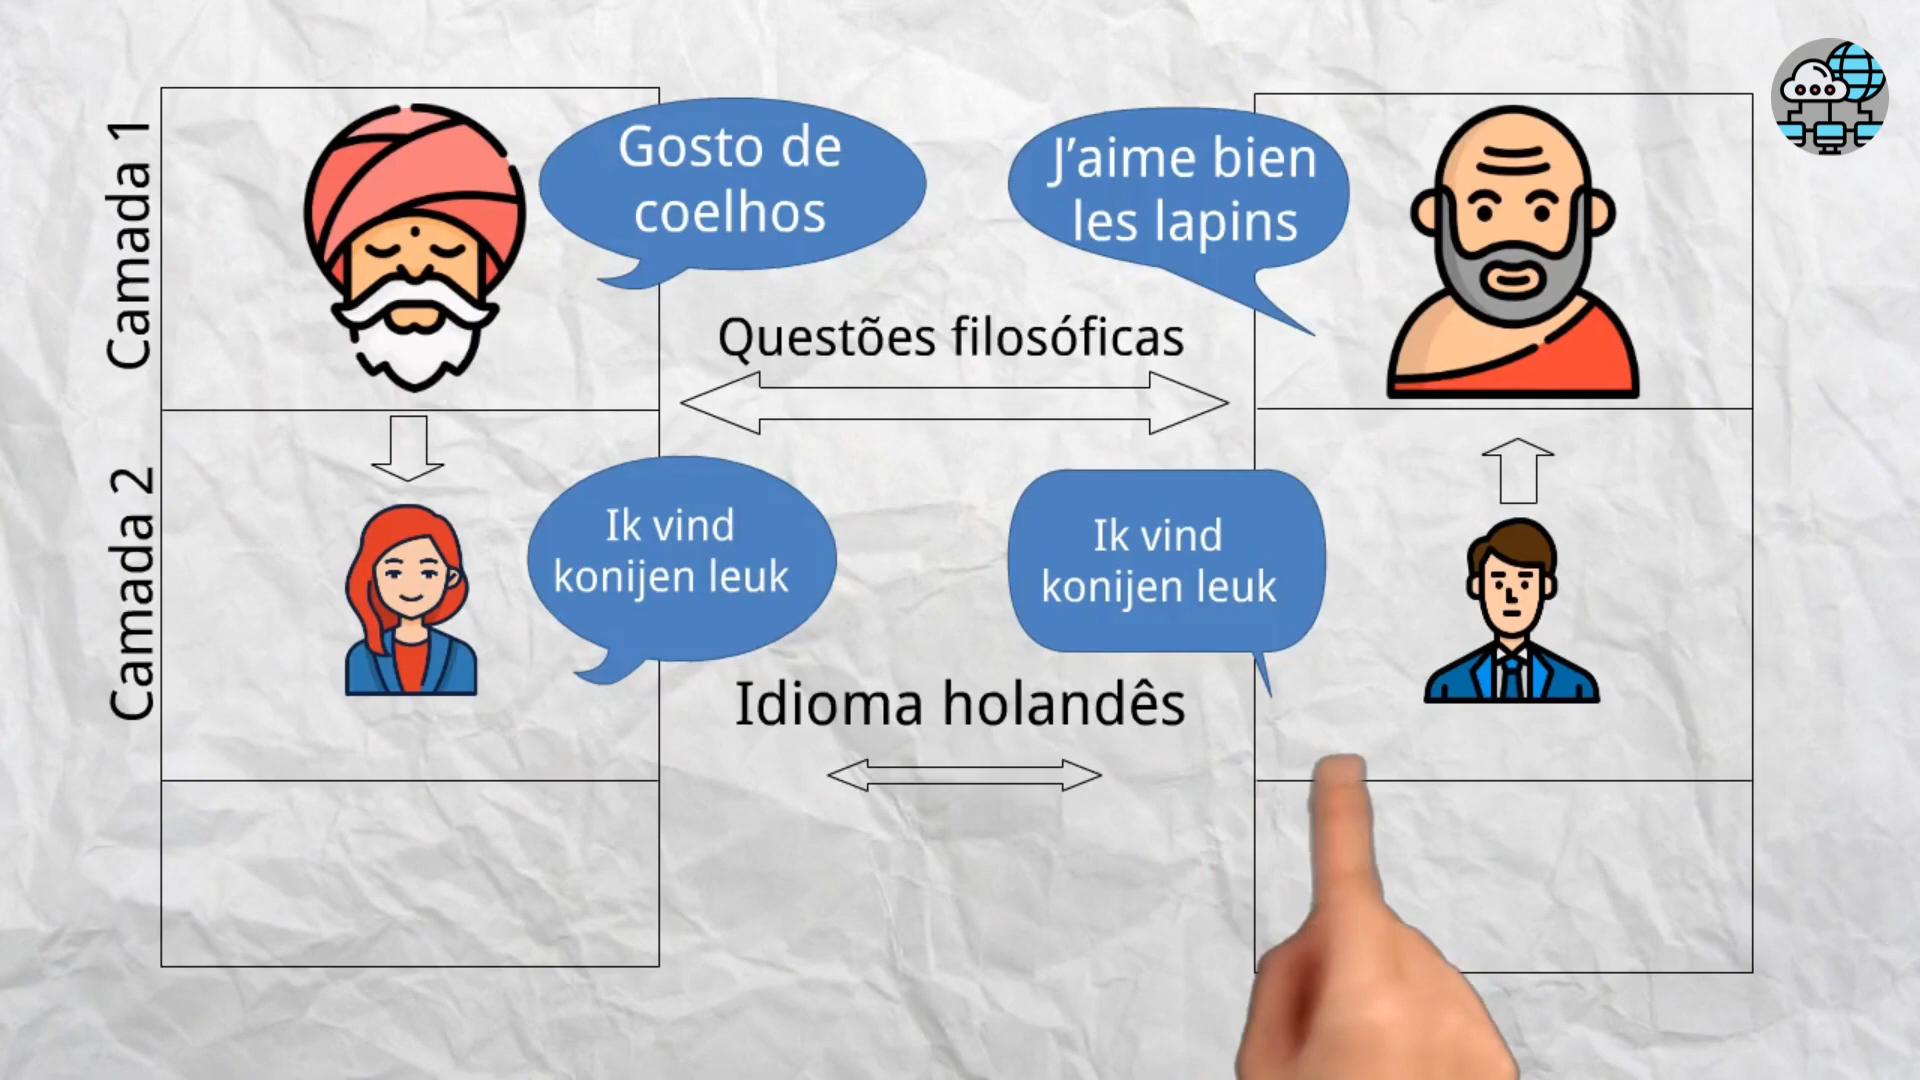 Camada 1
Gosto de
coelhos
J’aime bien
les lapins
Questões filosóficas
Camada 2
Ik vind
konijen leuk
Ik vind
konijen leuk
Idioma holandês